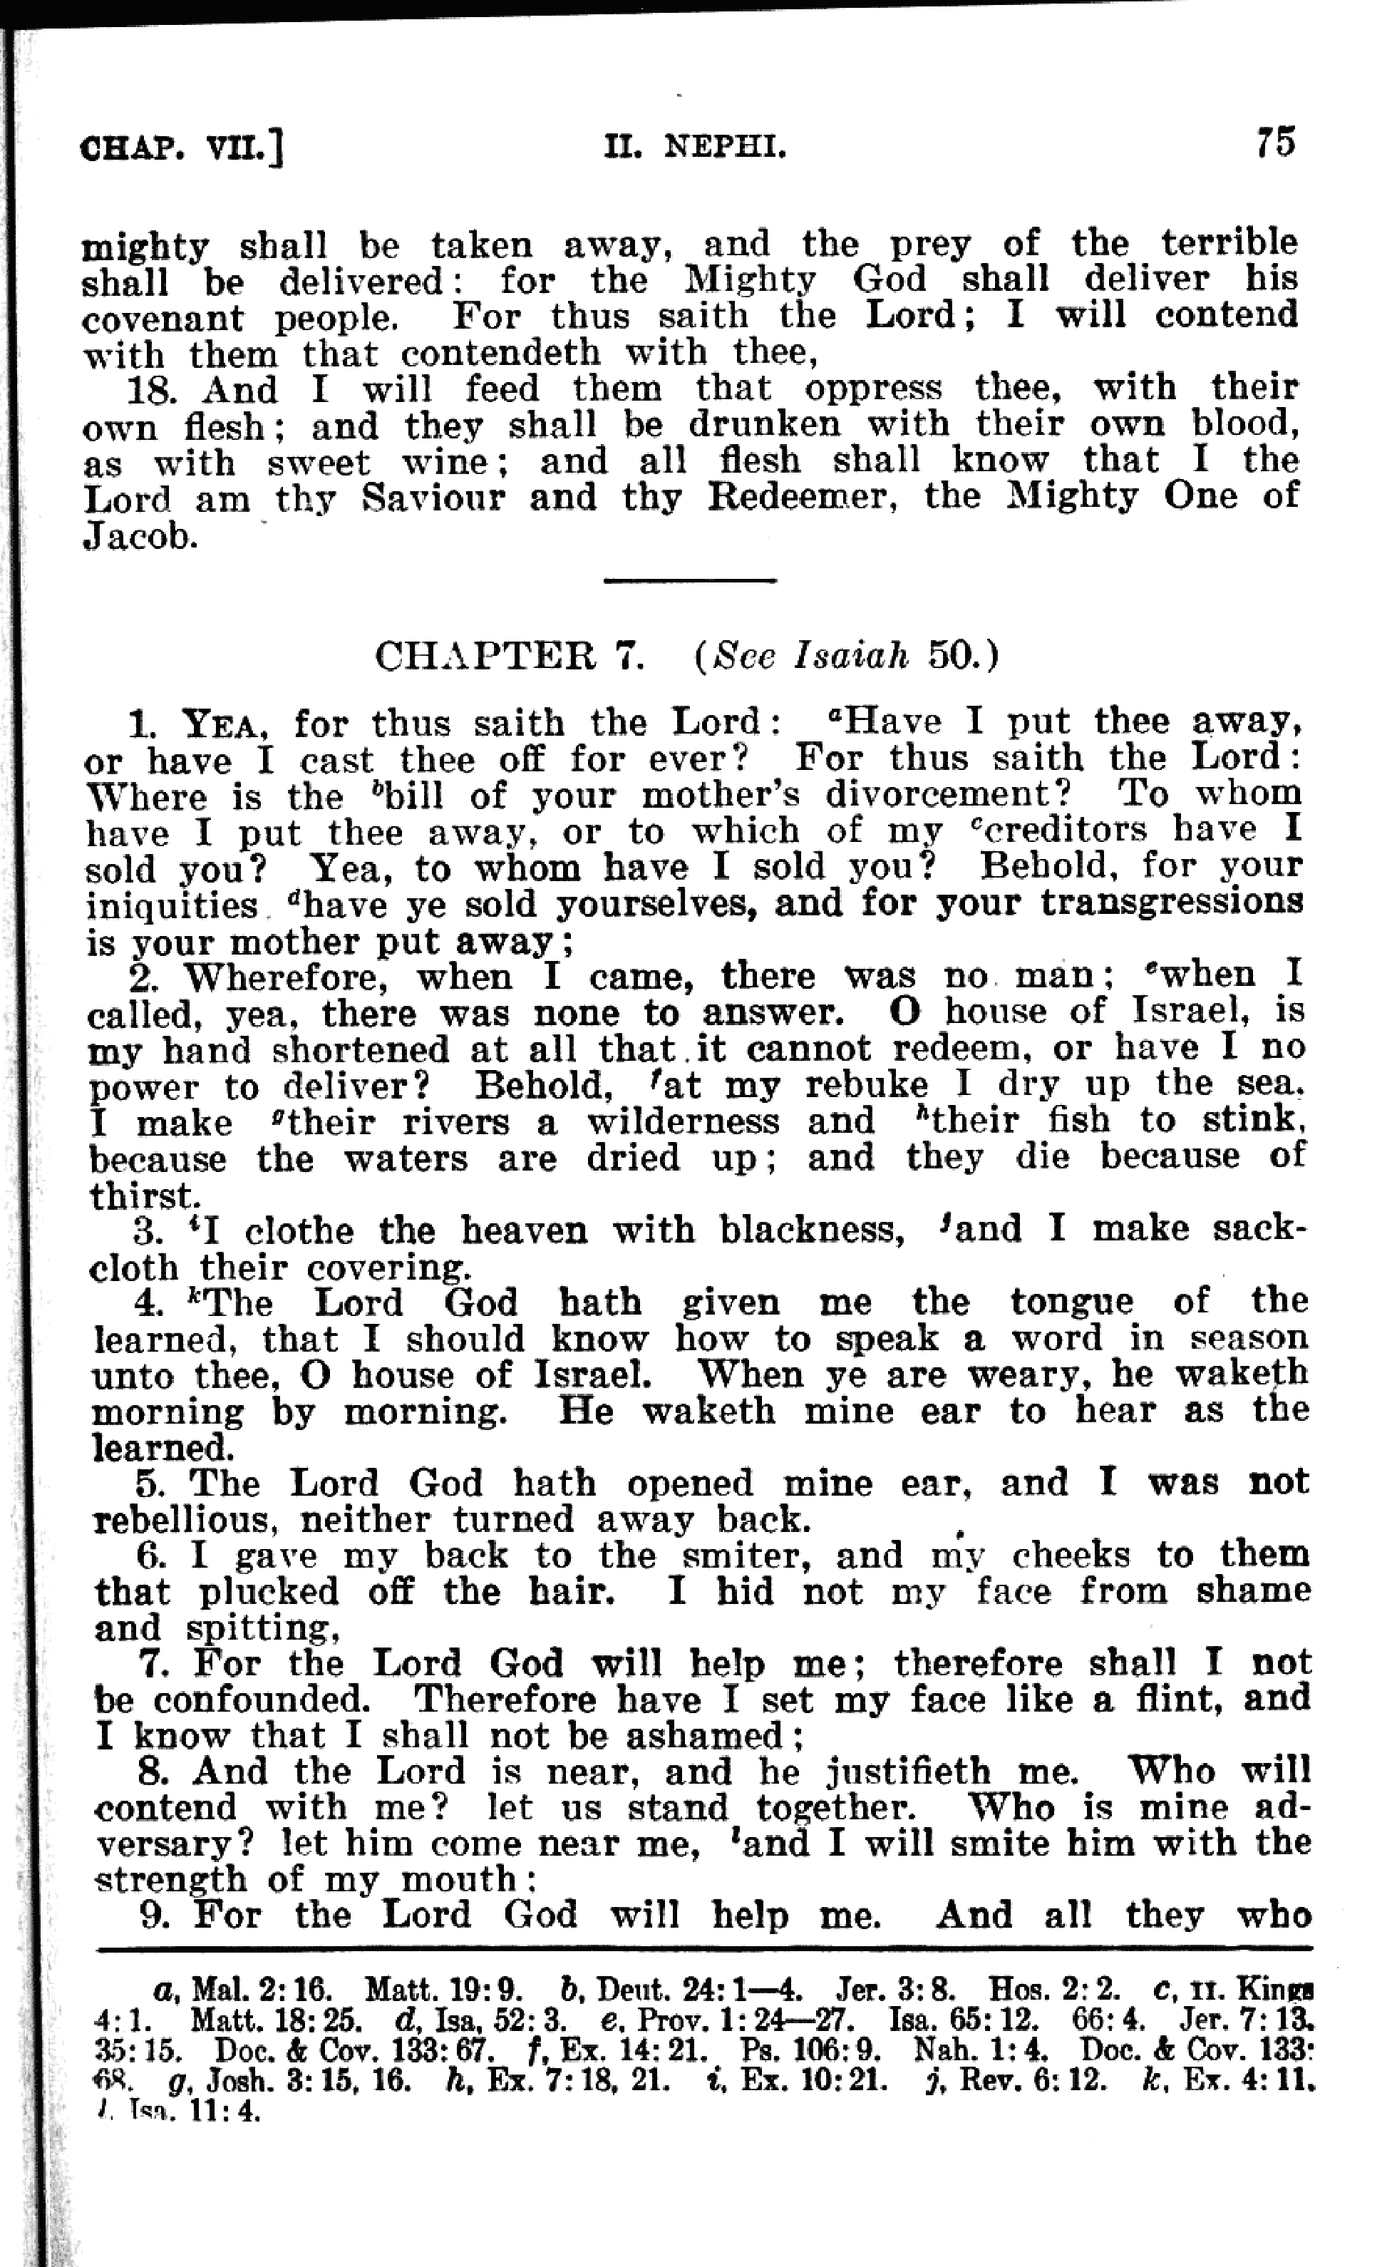 CHAP. VII.] II. NEPHI. 75
mighty shall be taken away, and the prey of the terrible
shall be delivered: for the Mighty God shall deliver his
covenant people. For thus saith the Lord; I will contend
with them that contendeth with thee,
18. And I will feed them that oppress thee, with their
own flesh; and they shall be drunken with their own blood,
as with sweet wine; and all flesh shall know that I the
Lord am thy Saviour and thy Redeemer, the Mighty One of
Jacob.
CHAPTER 7. (See Isaiah 50.)
1. YEA, for thus saith the Lord: aHave I put thee away,
or have I cast thee off for ever? For thus saith the Lord:
Where is the bbill of your mother's divorcement? To whom
have I put thee away, or to which of my ccreditors have I
sold you? Yea, to whom have I sold you? Behold, for your
iniquities dhave ye sold yourselves, and for your transgressions
is your mother put away;
2. Wherefore, when I came, there was no man; ewhen I
called, yea, there was none to answer. O house of Israel, is
my hand shortened at all that it cannot redeem, or have I no
power to deliver? Behold, fat my rebuke I dry up the sea.
I make gtheir rivers a wilderness and htheir fish to stink,
because the waters are dried up; and they die because of
thirst.
3. iI clothe the heaven with blackness, jand I make sack-
cloth their covering.
4. kThe Lord God hath given me the tongue of the
learned, that I should know how to speak a word in season
unto thee, O house of Israel. When ye are weary, he waketh
morning by morning. He waketh mine ear to hear as the
learned.
5. The Lord God hath opened mine ear, and I was not
rebellious, neither turned away back.
6. I gave my back to the smiter, and my cheeks to them
that plucked off the hair. I hid not my face from shame
and spitting,
7. For the Lord God will help me; therefore shall I not
be confounded. Therefore have I set my face like a flint, and
I know that I shall not be ashamed;
8. And the Lord is near, and he justifieth me. Who will
contend with me? let us stand together. Who is mine ad-
versary? let him come near me, land I will smite him with the
strength of my mouth:
9. For the Lord God will help me. And all they who
a, Mal. 2:16. Matt. 19:9. b, Deut. 24:1—4. Jer. 3:8. Hos. 2:2. c, II. Kings
4:1. Matt. 18:25. d, Isa, 52:3. e, Prov. 1:24—27. Isa. 65:12. 66:4. Jer. 7:13.
35:15. Doc. & Cov. 133:67. f, Ex. 14:21. Ps. 106:9. Nah. 1:4. Doc. & Cov. 133:
68. g, Josh. 3:15, 16. h, Ex. 7:18, 21. i, Ex. 10:21. j, Rev. 6:12. k, Ex. 4:11.
l, Isa. 11:4.